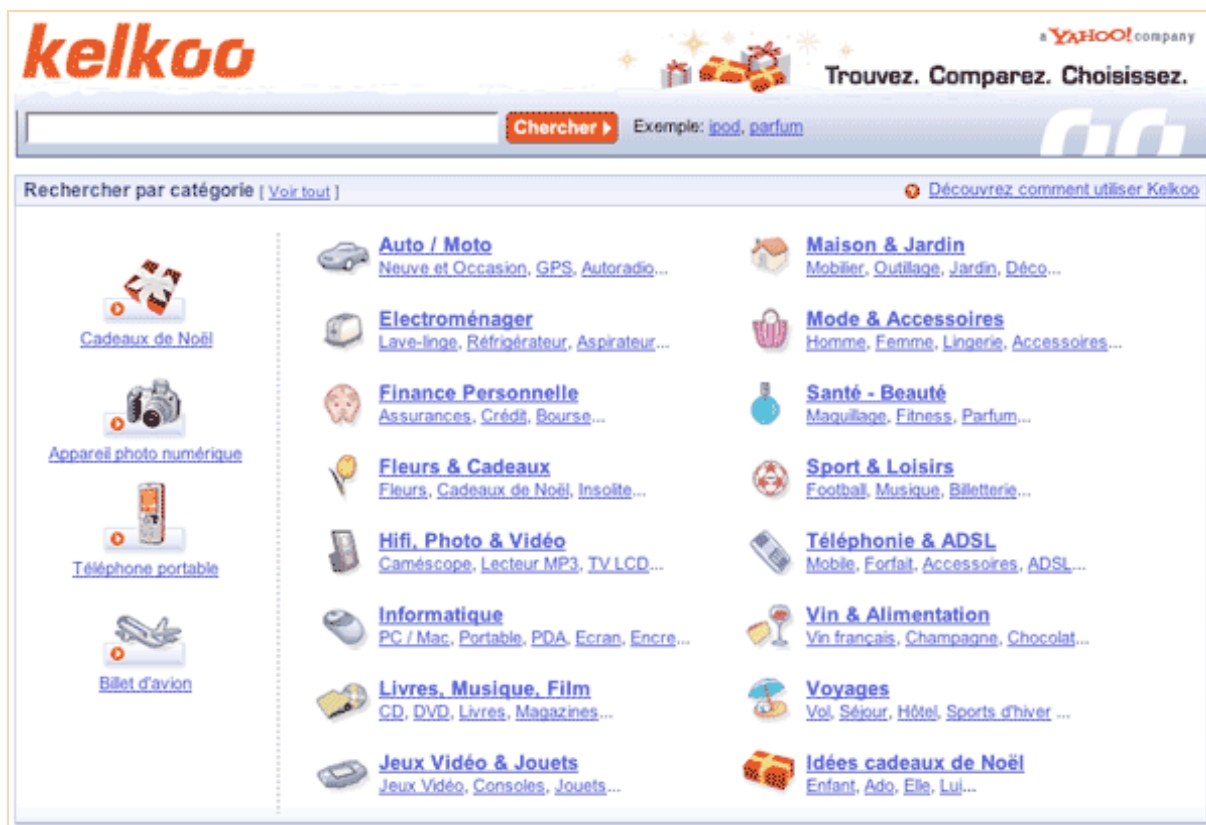 kelkoo
a YAHOO! company
Trouvez. Comparez. Choisissez.
Chercher
Exemple: ipod, parfum
Rechercher par catégorie [ Voir tout ]
Découvrez comment utiliser Kelkoo
Cadeaux de Noël
Appareil photo numérique
Téléphone portable
Billet d'avion
Auto / Moto
Neuve et Occasion, GPS, Autoradio...
Electroménager
Lave-linge, Réfrigérateur, Aspirateur...
Finance Personnelle
Assurances, Crédit, Bourse...
Fleurs & Cadeaux
Fleurs, Cadeaux de Noël, Insolite...
Hifi, Photo & Vidéo
Caméscope, Lecteur MP3, TV LCD...
Informatique
PC / Mac, Portable, PDA, Ecran, Encre...
Livres, Musique, Film
CD, DVD, Livres, Magazines...
Jeux Vidéo & Jouets
Jeux Vidéo, Consoles, Jouets...
Maison & Jardin
Mobilier, Outillage, Jardin, Déco...
Mode & Accessoires
Homme, Femme, Lingerie, Accessoires...
Santé - Beauté
Maquillage, Fitness, Parfum...
Sport & Loisirs
Football, Musique, Billetterie...
Téléphonie & ADSL
Mobile, Forfait, Accessoires, ADSL...
Vin & Alimentation
Vin français, Champagne, Chocolat...
Voyages
Vol, Séjour, Hôtel, Sports d'hiver ...
Idées cadeaux de Noël
Enfant, Ado, Elle, Lui...